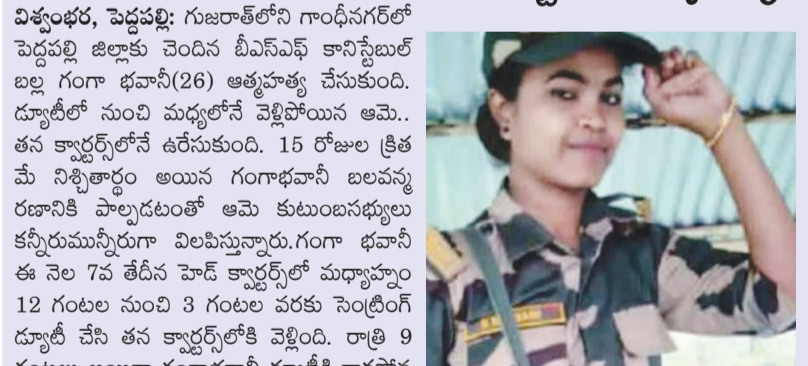 విశ్వంభర, పెద్దపల్లి: గుజరాత్‌లోని గాంధీనగర్‌లో
పెద్దపల్లి జిల్లాకు చెందిన బీఎస్ఎఫ్ కానిస్టేబుల్
బల్ల గంగా భవానీ(26) ఆత్మహత్య చేసుకుంది.
డ్యూటీలో నుంచి మధ్యలోనే వెళ్లిపోయిన ఆమె..
తన క్వార్టర్స్‌లోనే ఉరేసుకుంది. 15 రోజుల క్రిత
మే నిశ్చితార్థం అయిన గంగాభవానీ బలవన్మ
రణానికి పాల్పడటంతో ఆమె కుటుంబసభ్యులు
కన్నీరుమున్నీరుగా విలపిస్తున్నారు.గంగా భవానీ
ఈ నెల 7వ తేదీన హెడ్ క్వార్టర్స్‌లో మధ్యాహ్నం
12 గంటల నుంచి 3 గంటల వరకు సెంట్రింగ్
డ్యూటీ చేసి తన క్వార్టర్స్‌లోకి వెళ్లింది. రాత్రి 9